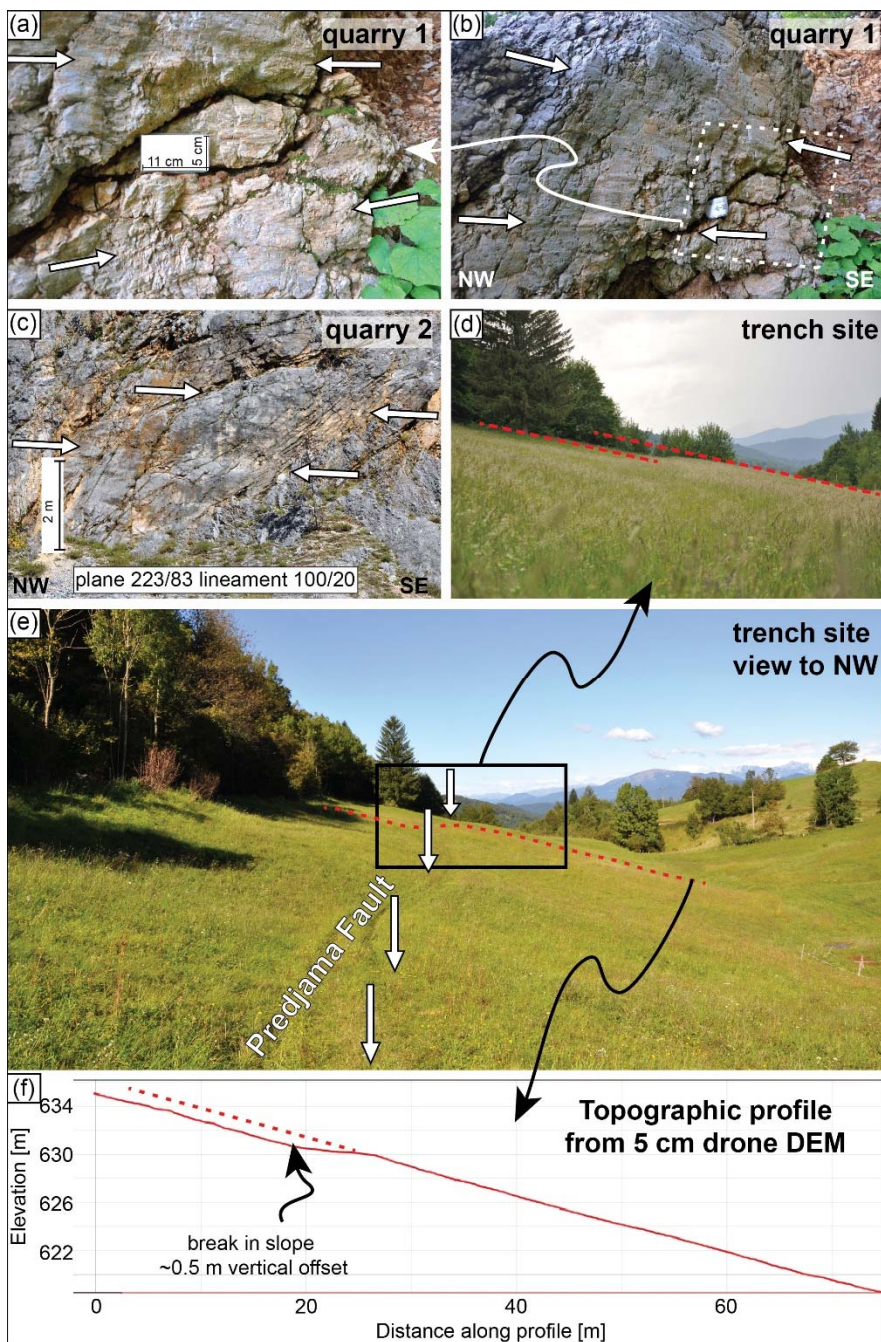 (a)
quarry 1
11 cm
5 cm
(b)
quarry 1
NW
SE
(c)
quarry 2
2 m
NW
SE
plane 223/83 lineament 100/20
(d)
trench site
(e)
trench site
view to NW
Predjama Fault
(f)
Topographic profile
from 5 cm drone DEM
Elevation [m]
634
630
626
622
break in slope
~0.5 m vertical offset
0
20
40
60
Distance along profile [m]